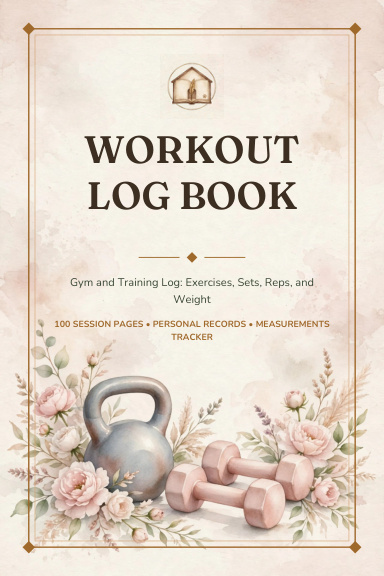 WORKOUT
LOG BOOK
Gym and Training Log: Exercises, Sets, Reps, and
Weight
100 SESSION PAGES • PERSONAL RECORDS • MEASUREMENTS
TRACKER